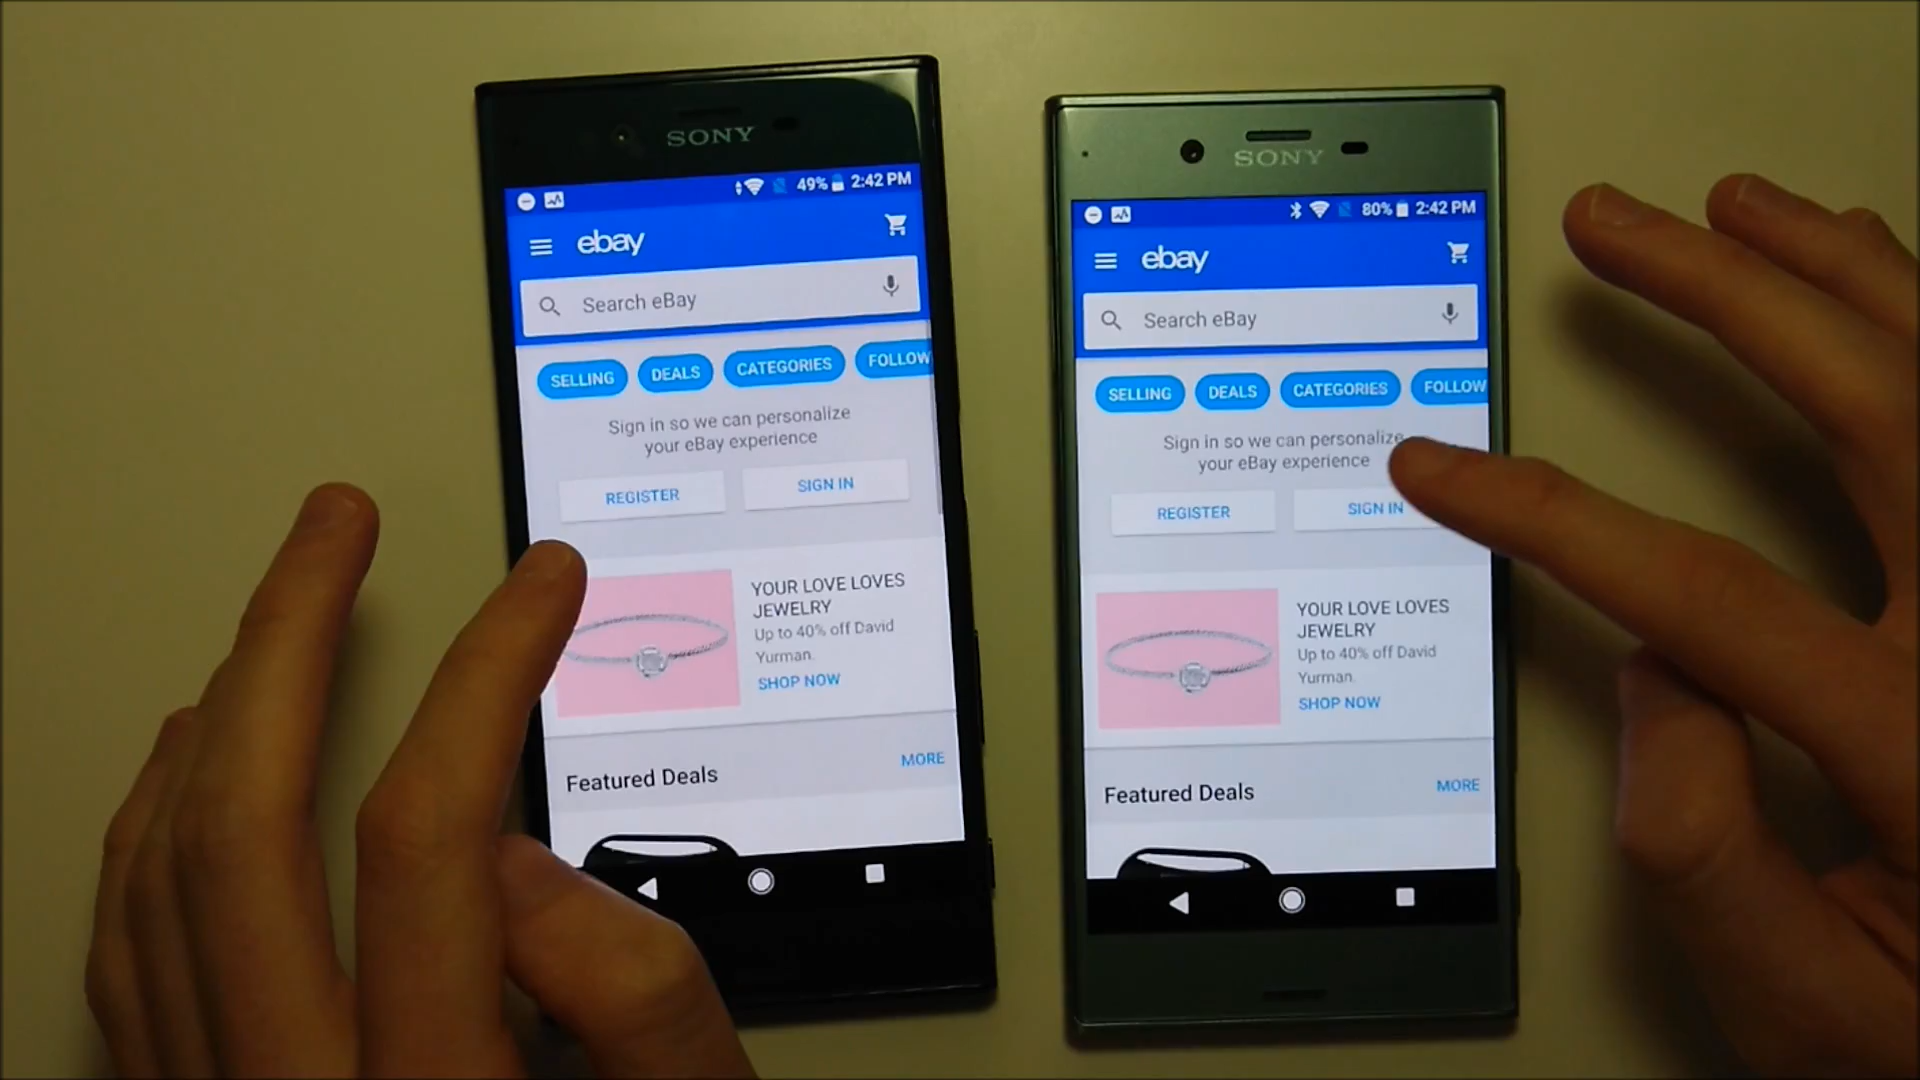 SONY
49% 2:42 PM
ebay
Search eBay
SELLING DEALS CATEGORIES FOLLOW
Sign in so we can personalize
your eBay experience
REGISTER SIGN IN
YOUR LOVE LOVES
JEWELRY
Up to 40% off David
Yurman.
SHOP NOW
Featured Deals MORE
SONY
80% 2:42 PM
ebay
Search eBay
SELLING DEALS CATEGORIES FOLLOW
Sign in so we can personalize
your eBay experience
REGISTER SIGN IN
YOUR LOVE LOVES
JEWELRY
Up to 40% off David
Yurman.
SHOP NOW
Featured Deals MORE